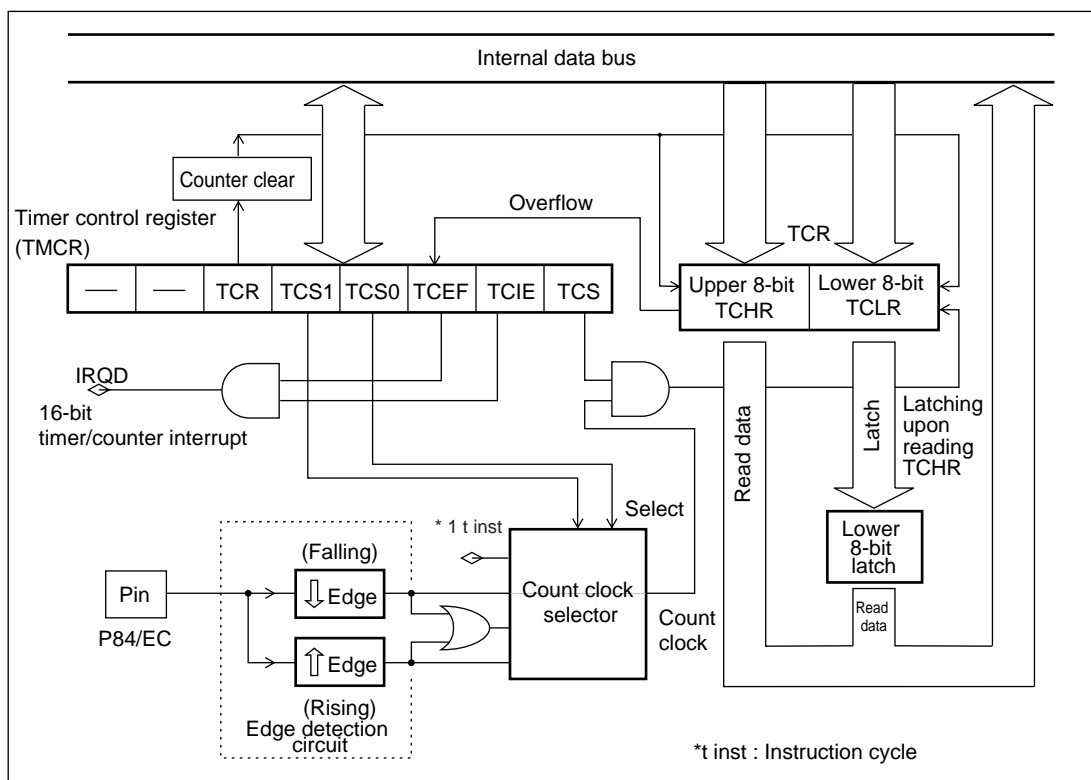 Internal data bus
Counter clear
Timer control register
(TMCR)
Overflow
TCR
— — TCR TCS1 TCS0 TCEF TCIE TCS
Upper 8-bit
TCHR
Lower 8-bit
TCLR
IRQD
16-bit
timer/counter interrupt
Read data
Latch
Latching
upon
reading
TCHR
Select
* 1 t inst
Lower
8-bit
latch
(Falling)
Edge
Pin
P84/EC
Count clock
selector
Count
clock
Read
data
Edge
(Rising)
Edge detection
circuit
*t inst : Instruction cycle